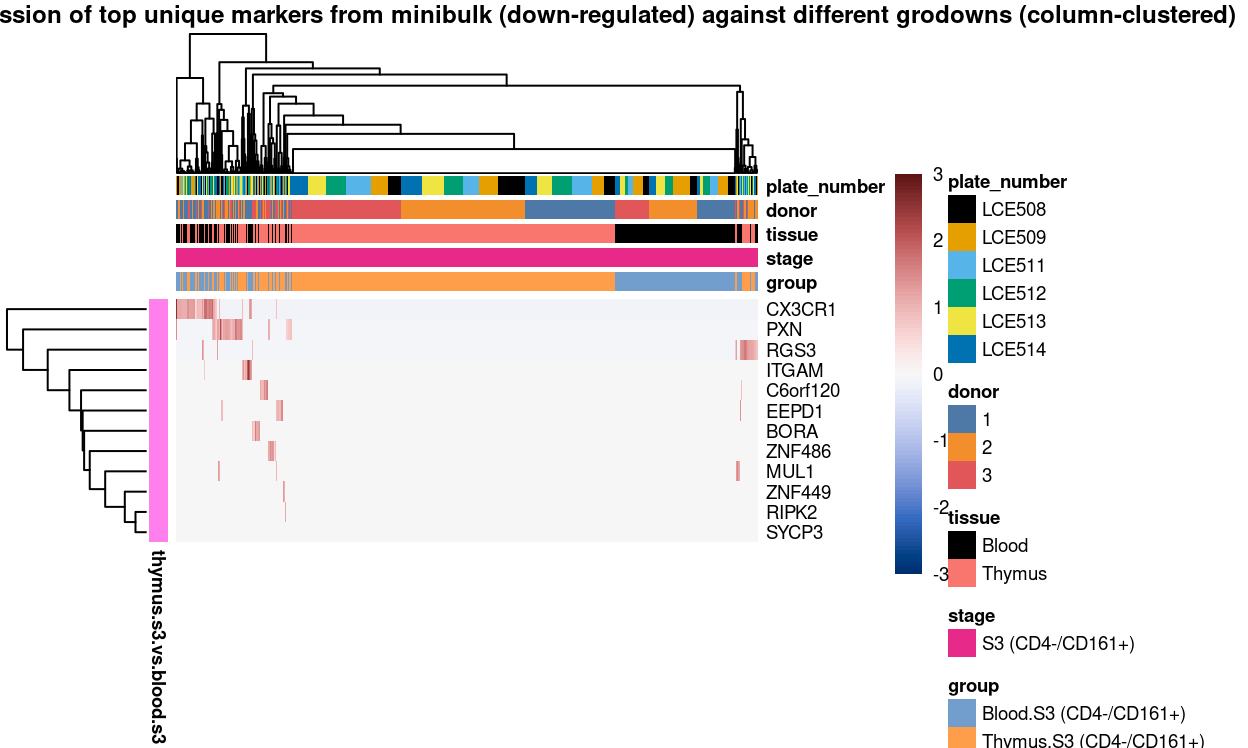 ssion of top unique markers from minibulk (down-regulated) against different grodowns (column-clustered)
plate_number
donor
tissue
stage
group
CX3CR1
PXN
RGS3
ITGAM
C6orf120
EEPD1
BORA
ZNF486
MUL1
ZNF449
RIPK2
SYCP3
thymus.s3.vs.blood.s3
3
2
1
0
-1
-2
-3
plate_number
LCE508
LCE509
LCE511
LCE512
LCE513
LCE514
donor
1
2
3
tissue
Blood
Thymus
stage
S3 (CD4-/CD161+)
group
Blood.S3 (CD4-/CD161+)
Thymus.S3 (CD4-/CD161+)